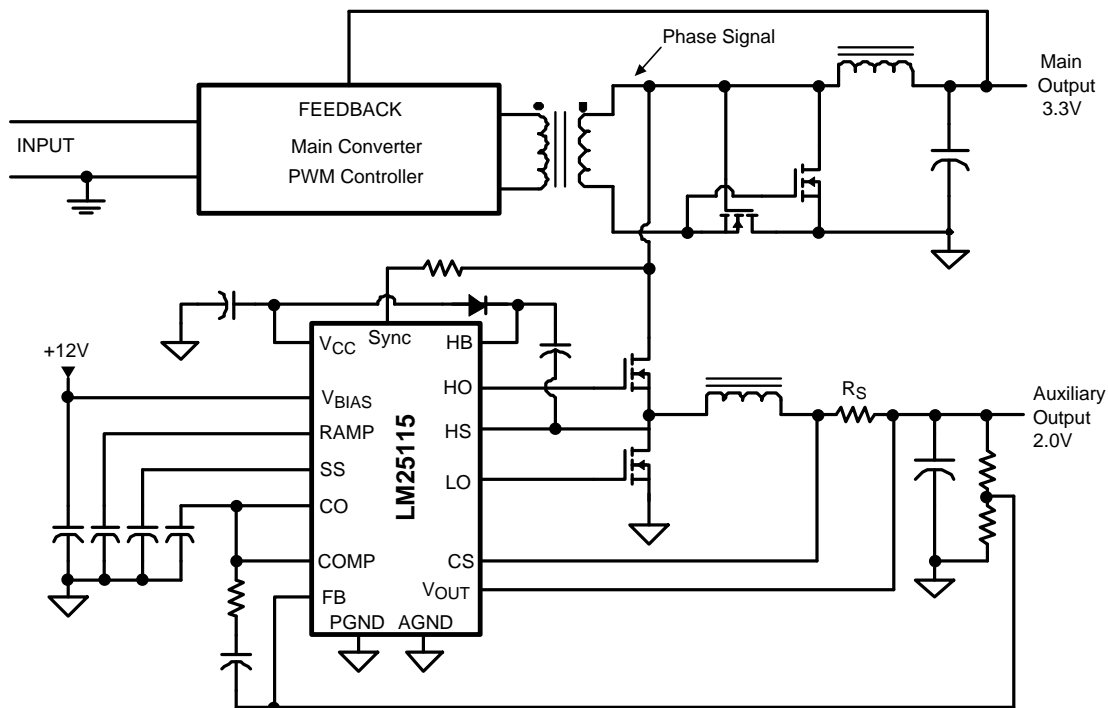 Phase Signal
Main
Output
3.3V
FEEDBACK
INPUT
Main Converter
PWM Controller
Sync
VCC
HB
+12V
HO
VBIAS
RAMP
HS
RS
Auxiliary
Output
2.0V
SS
LO
LM25115
CO
COMP
CS
VOUT
FB
PGND
AGND